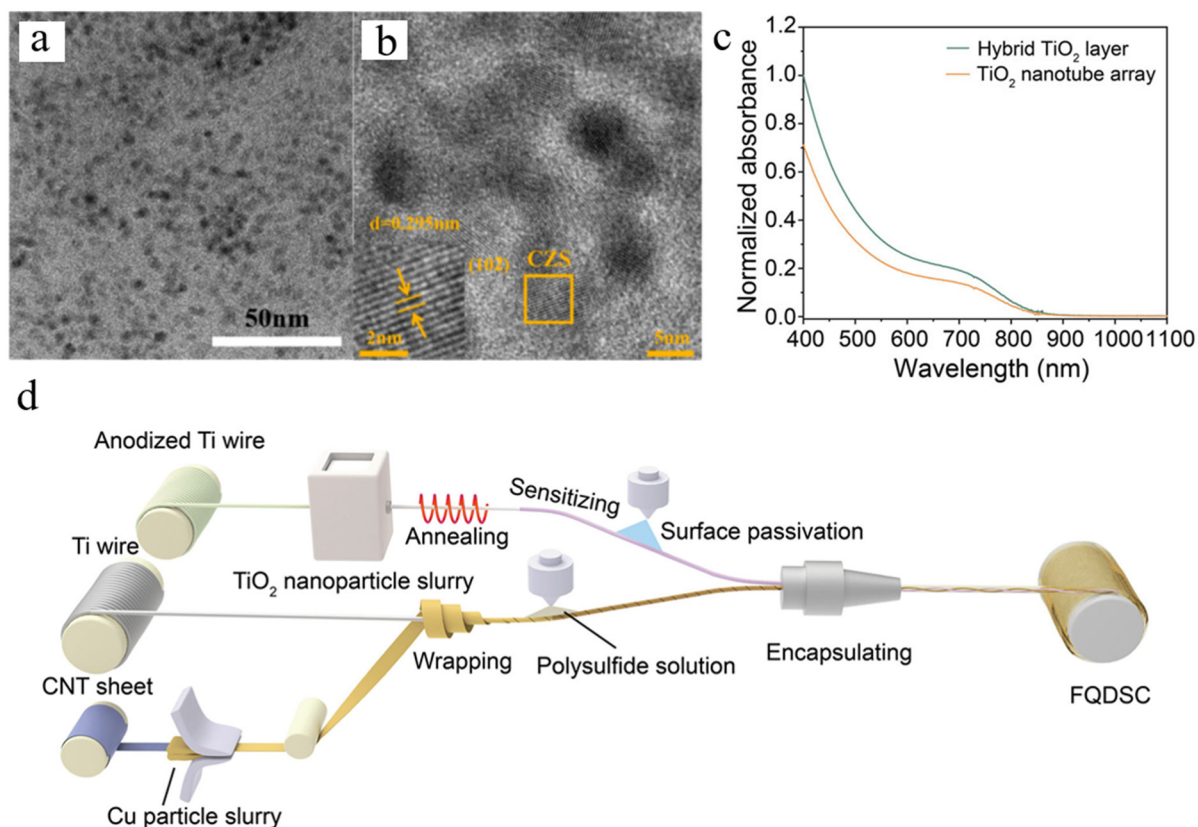 a
50nm
b
d=0.295nm
(102)
CZS
2nm
5nm
c
Normalized absorbance
1.2
1.0
0.8
0.6
0.4
0.2
0.0
Hybrid TiO₂ layer
TiO₂ nanotube array
400 500 600 700 800 900 1000 1100
Wavelength (nm)
d
Anodized Ti wire
TiO₂ nanoparticle slurry
Annealing
Sensitizing
Surface passivation
Ti wire
CNT sheet
Wrapping
Polysulfide solution
Encapsulating
FQDSC
Cu particle slurry